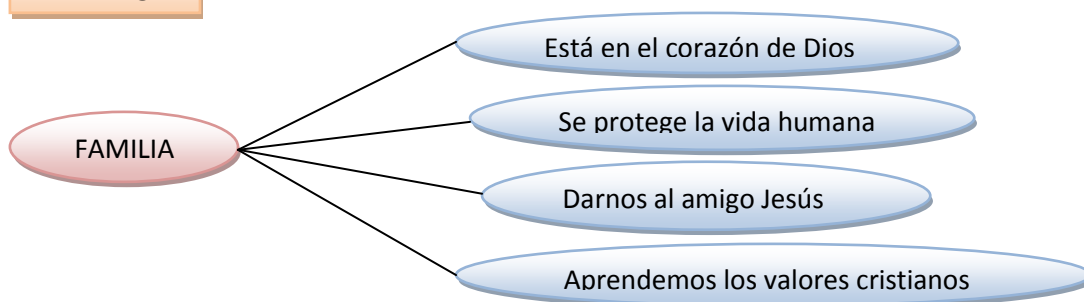 FAMILIA
Está en el corazón de Dios
Se protege la vida humana
Darnos al amigo Jesús
Aprendemos los valores cristianos